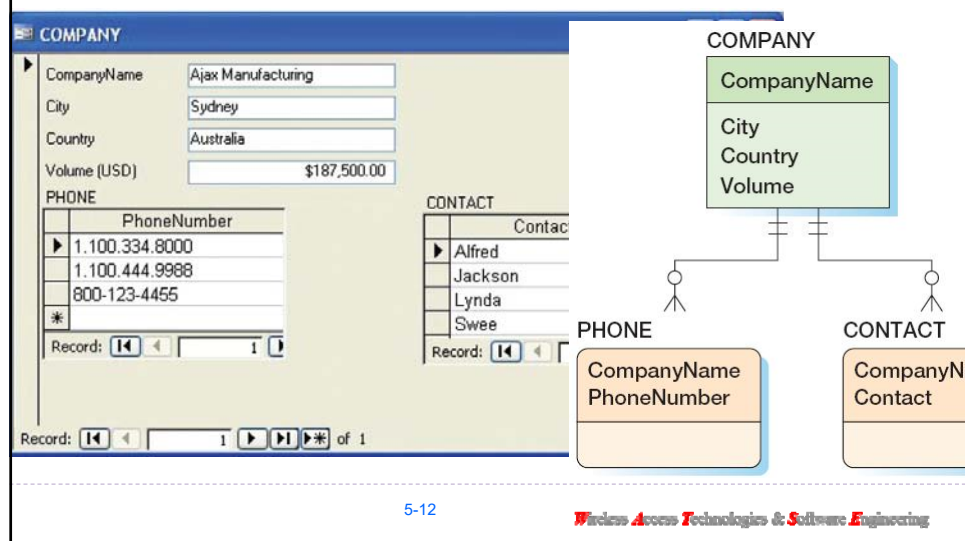 COMPANY
CompanyName Ajax Manufacturing
City Sydney
Country Australia
Volume (USD) $187,500.00
PHONE
PhoneNumber
1.100.334.8000
1.100.444.9988
800-123-4455
Record: 1
CONTACT
Contac
Alfred
Jackson
Lynda
Swee
Record:
Record: 1 of 1
COMPANY
CompanyName
City
Country
Volume
PHONE
CompanyName
PhoneNumber
CONTACT
CompanyN
Contact
5-12
Wireless Access Technologies & Software Engineering